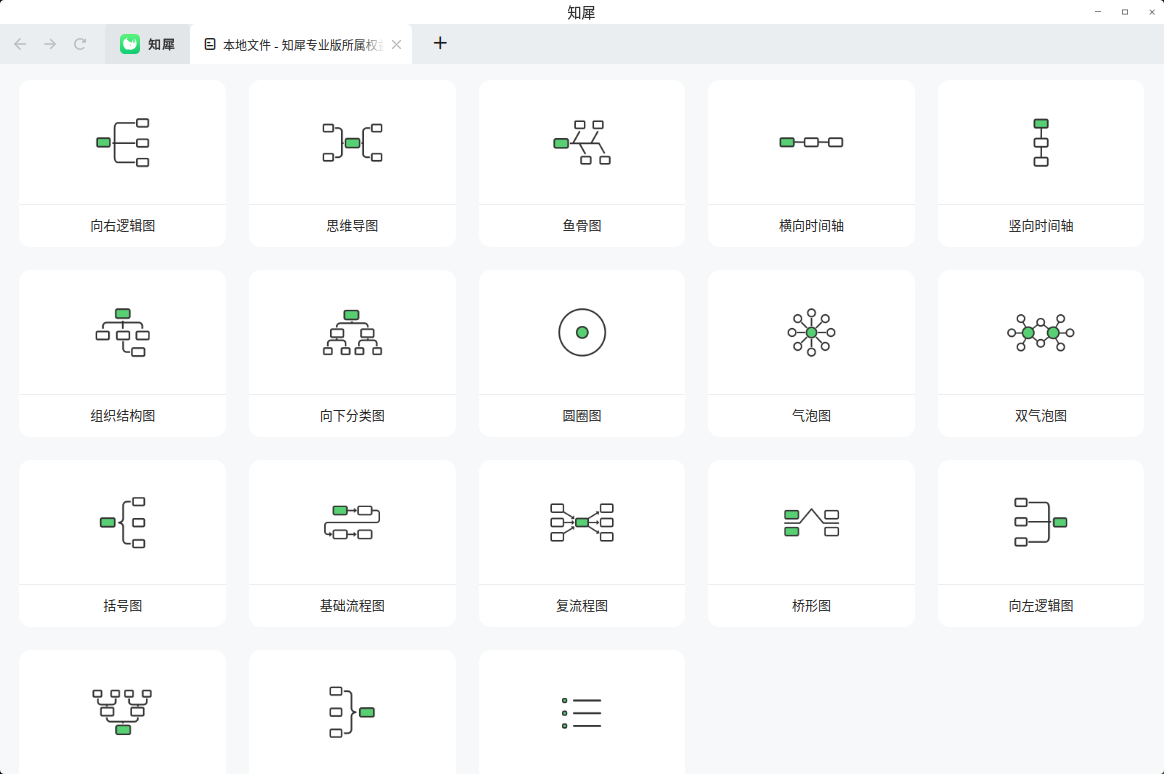 知犀
知犀
本地文件 - 知犀专业版所属权
向右逻辑图
思维导图
鱼骨图
横向时间轴
竖向时间轴
组织结构图
向下分类图
圆圈图
气泡图
双气泡图
括号图
基础流程图
复流程图
桥形图
向左逻辑图